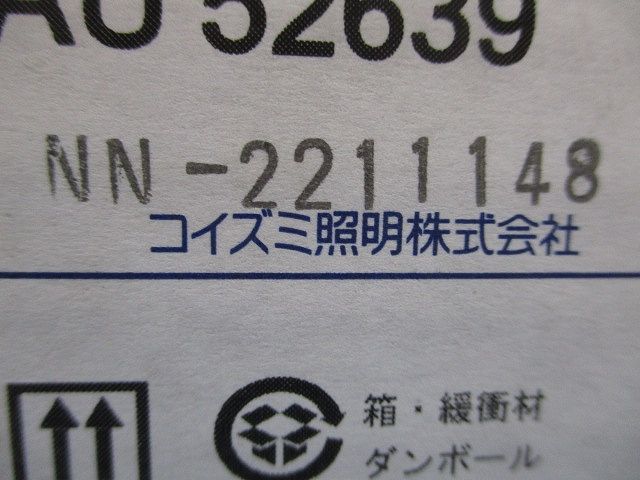 AU 52639
NN-2211148
コイズミ照明株式会社
箱・緩衝材
ダンボール